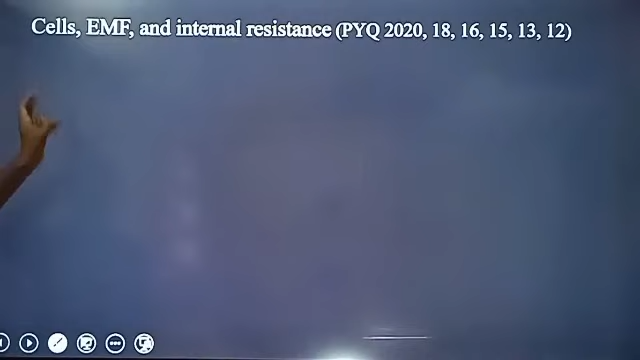 Cells, EMF, and internal resistance (PYQ 2020, 18, 16, 15, 13, 12)